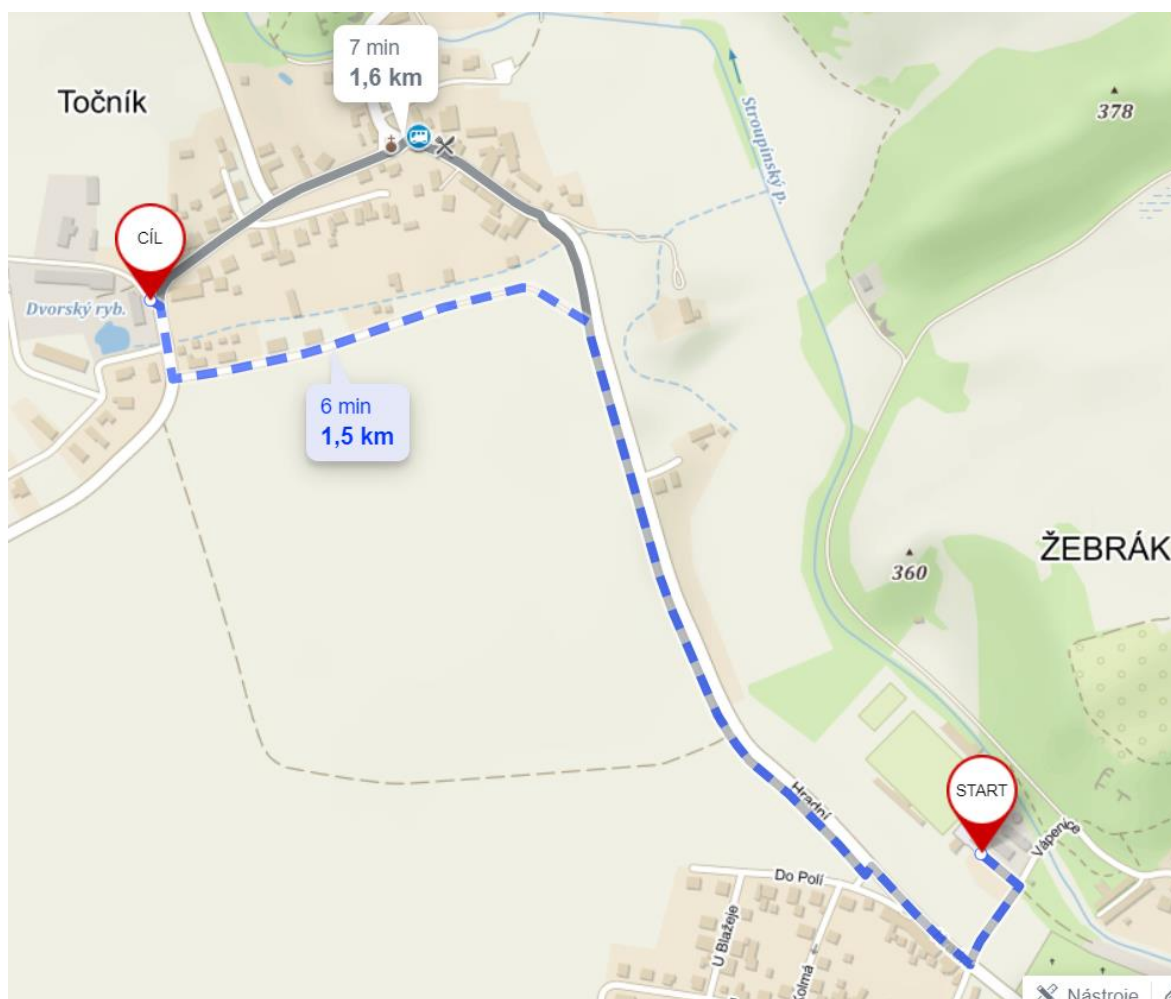 7 min
1,6 km
Točník
378
Stroupínský p.
CÍL
Dvorský ryb.
6 min
1,5 km
ŽEBRÁK
360
START
Hradní
Vápenice
Do Polí
U Blažeje
Kolmá
Nástroje